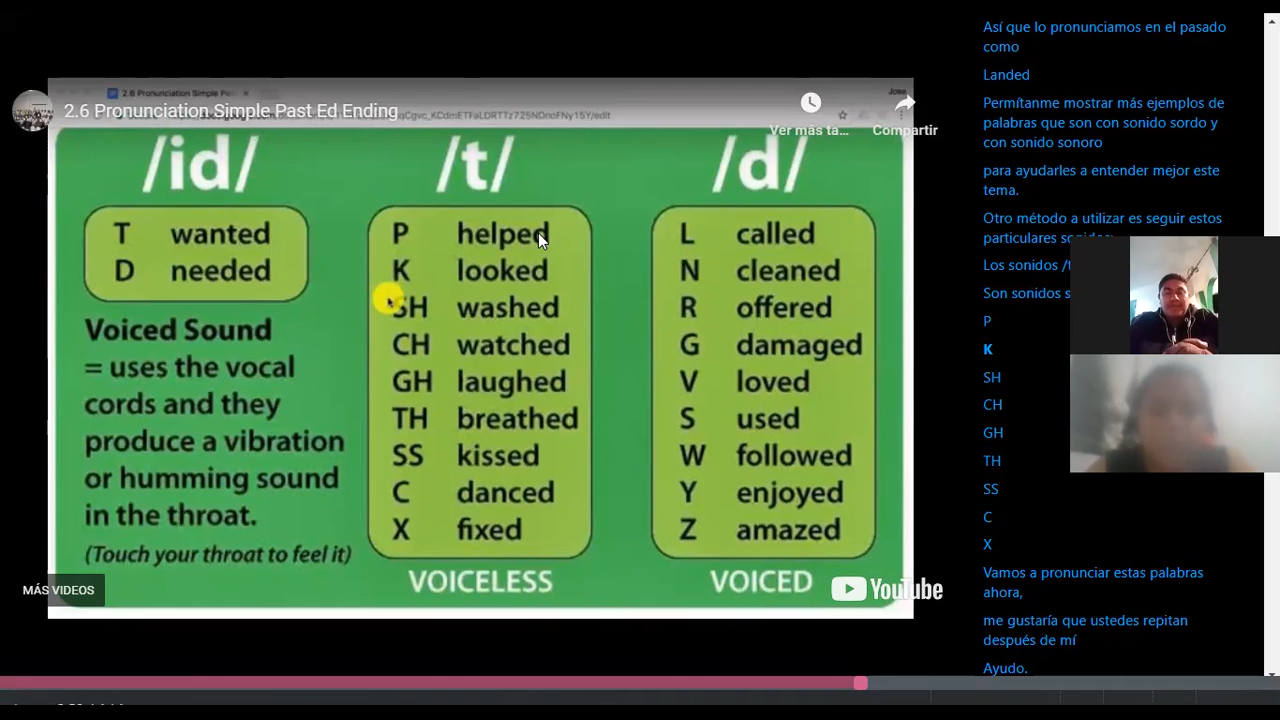 2.6 Pronunciation Simple Past Ed Ending
Ver más ta...
Compartir
/id/
T wanted
D needed
Voiced Sound
= uses the vocal
cords and they
produce a vibration
or humming sound
in the throat.
(Touch your throat to feel it)
/t/
P helped
K looked
SH washed
CH watched
GH laughed
TH breathed
SS kissed
C danced
X fixed
VOICELESS
/d/
L called
N cleaned
R offered
G damaged
V loved
S used
W followed
Y enjoyed
Z amazed
VOICED
MÁS VIDEOS
YouTube
Así que lo pronunciamos en el pasado
como
Landed
Permítanme mostrar más ejemplos de
palabras que son con sonido sordo y
con sonido sonoro
para ayudarles a entender mejor este
tema.
Otro método a utilizar es seguir estos
particulares
Los sonidos
Son sonidos
P
K
SH
CH
GH
TH
SS
C
X
Vamos a pronunciar estas palabras
ahora,
me gustaría que ustedes repitan
después de mí
Ayudo.